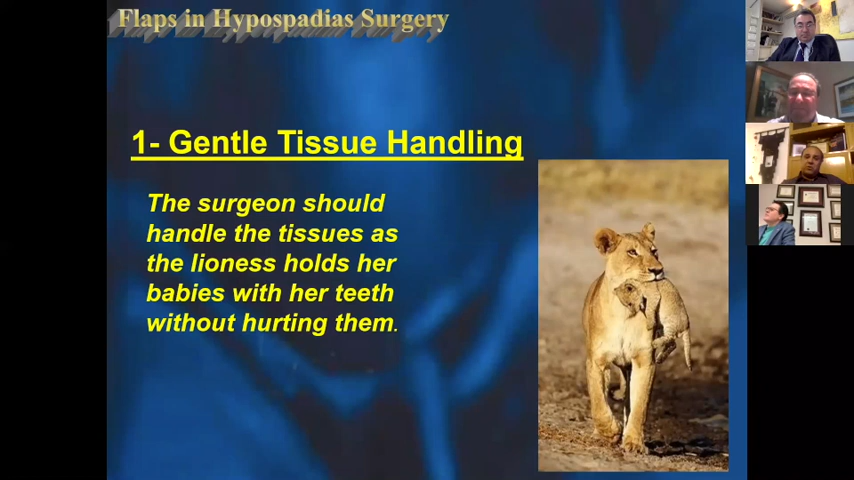 Flaps in Hypospadias Surgery
1- Gentle Tissue Handling
The surgeon should
handle the tissues as
the lioness holds her
babies with her teeth
without hurting them.